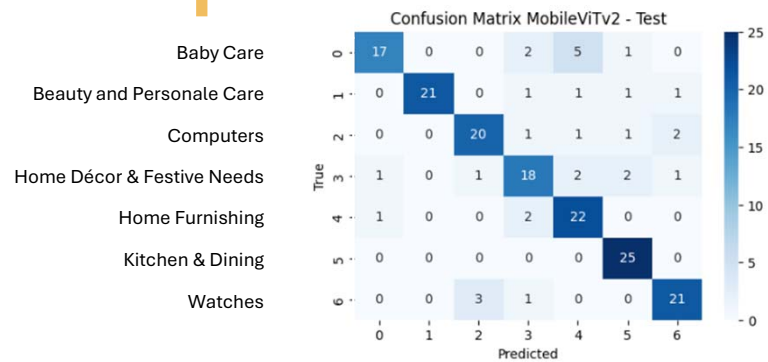 Confusion Matrix MobileViTv2 - Test
Baby Care 0 17 0 0 2 5 1 0
Beauty and Personale Care 1 0 21 0 1 1 1 1
Computers 2 0 0 20 1 1 1 2
Home Décor & Festive Needs 3 1 0 1 18 2 2 1
Home Furnishing 4 1 0 0 2 22 0 0
Kitchen & Dining 5 0 0 0 0 0 25 0
Watches 6 0 0 3 1 0 0 21
True
0 1 2 3 4 5 6
Predicted
25
20
15
10
5
0